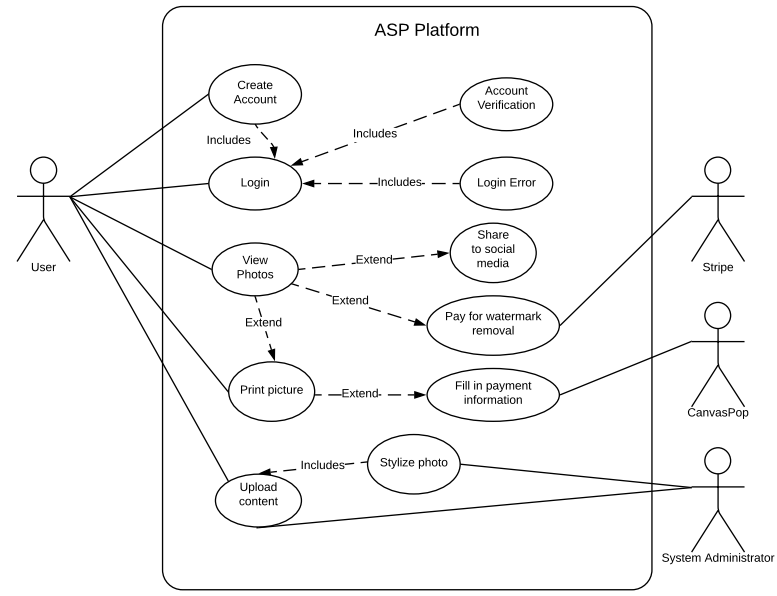 ASP Platform
Create
Account
Account
Verification
Includes
Includes
Login
Includes
Login Error
User
Stripe
View
Photos
Extend
Share
to social
media
Extend
Pay for watermark
removal
Extend
Print picture
Extend
Fill in payment
information
CanvasPop
Includes
Stylize photo
Upload
content
System Administrator